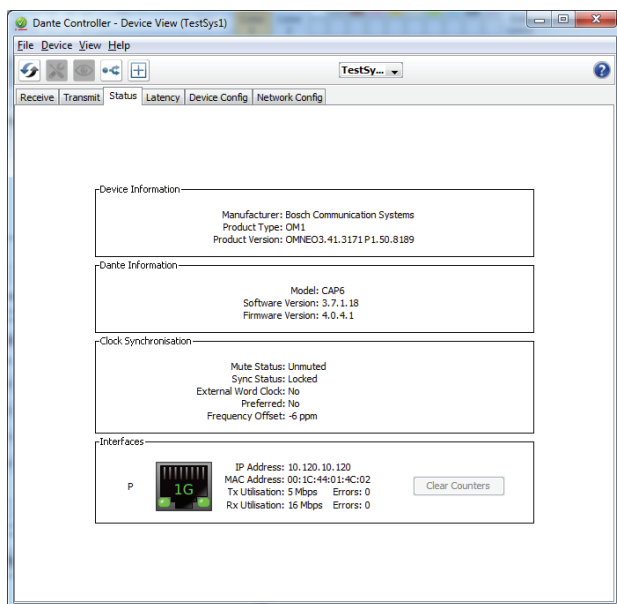 Dante Controller - Device View (TestSys1)
File Device View Help
TestSy...
Receive Transmit Status Latency Device Config Network Config
Device Information
Manufacturer: Bosch Communication Systems
Product Type: OM1
Product Version: OMNEO3.41.3171 P1.50.8189
Dante Information
Model: CAP6
Software Version: 3.7.1.18
Firmware Version: 4.0.4.1
Clock Synchronisation
Mute Status: Unmuted
Sync Status: Locked
External Word Clock: No
Preferred: No
Frequency Offset: -6 ppm
Interfaces
P
1G
IP Address: 10.120.10.120
MAC Address: 00:1C:44:01:4C:02
Tx Utilisation: 5 Mbps Errors: 0
Rx Utilisation: 16 Mbps Errors: 0
Clear Counters